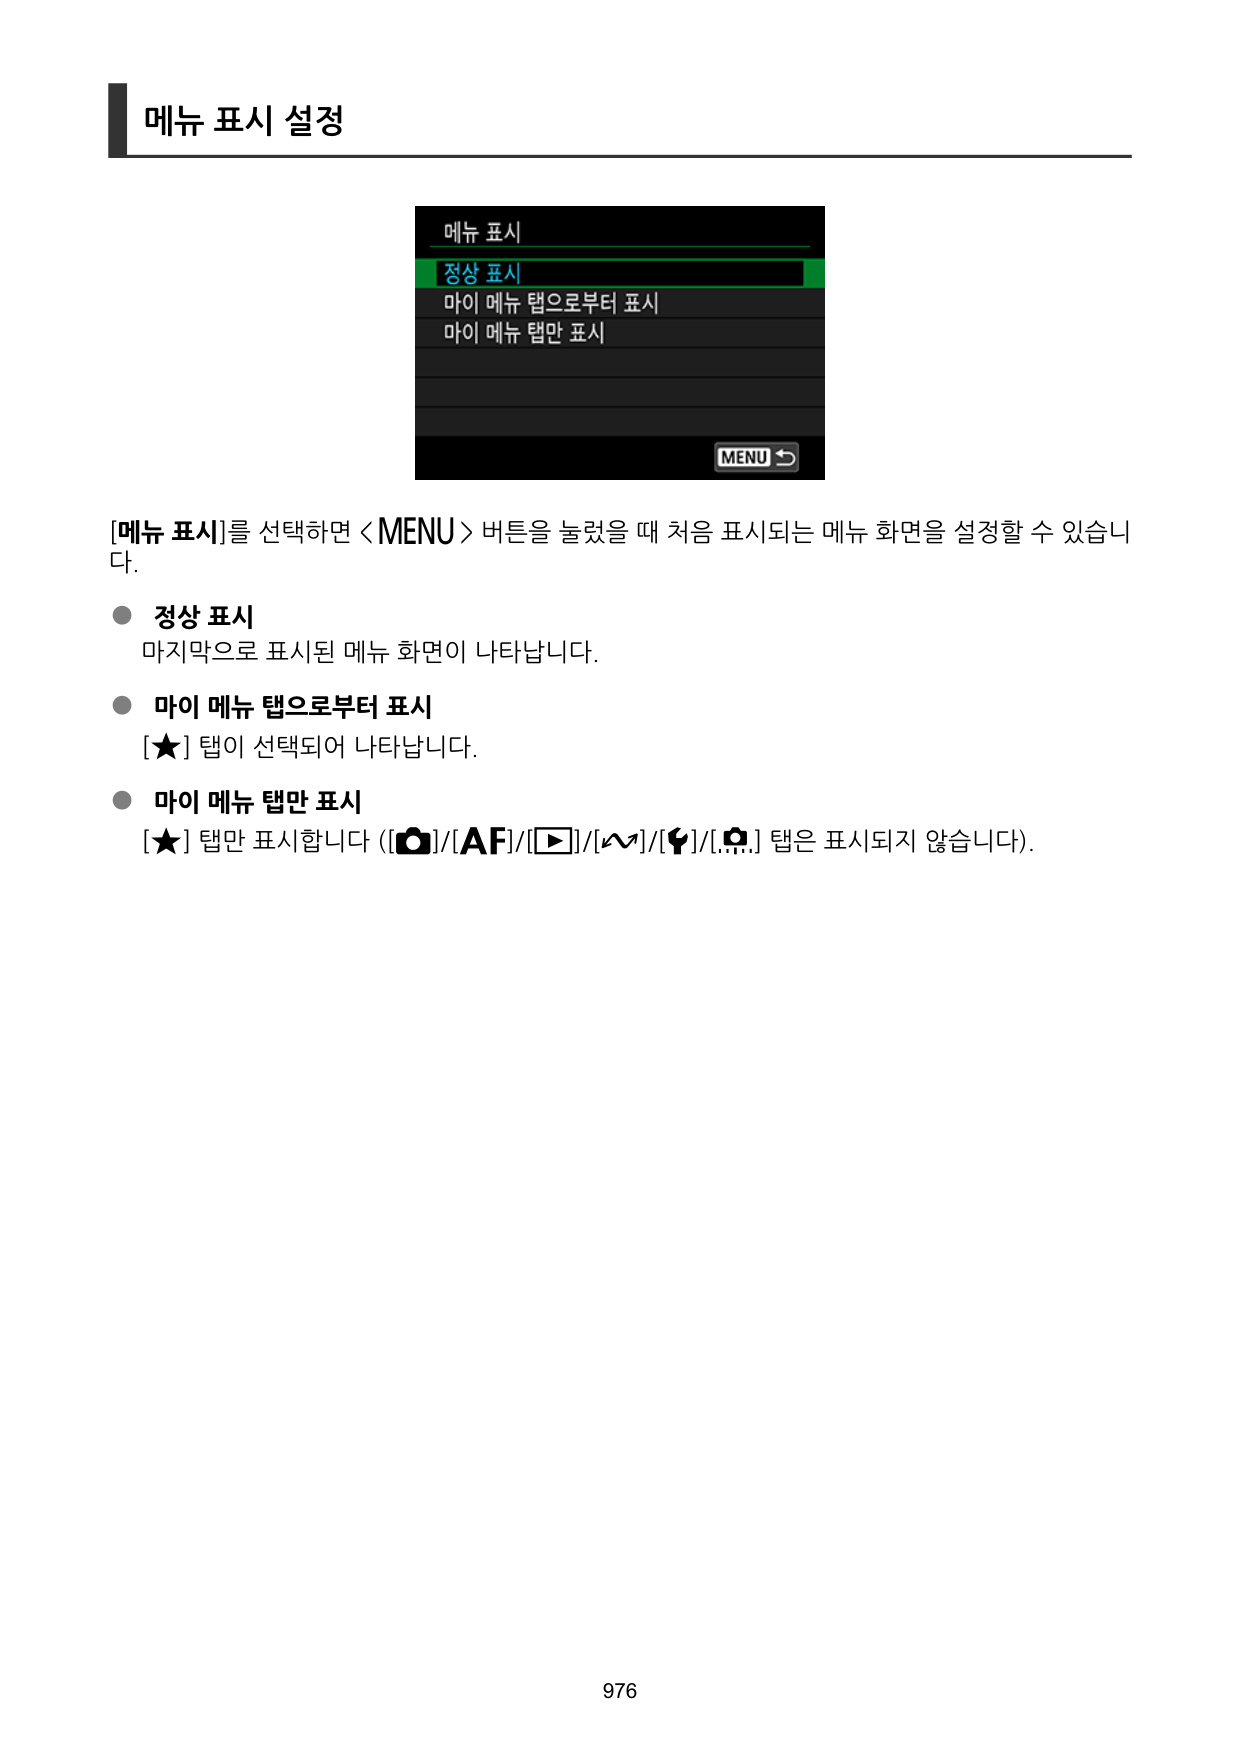 메뉴 표시 설정
메뉴 표시
정상 표시
마이 메뉴 탭으로부터 표시
마이 메뉴 탭만 표시
MENU
[메뉴 표시]를 선택하면 <MENU> 버튼을 눌렀을 때 처음 표시되는 메뉴 화면을 설정할 수 있습니
다.
● 정상 표시
마지막으로 표시된 메뉴 화면이 나타납니다.
● 마이 메뉴 탭으로부터 표시
[★] 탭이 선택되어 나타납니다.
● 마이 메뉴 탭만 표시
[★] 탭만 표시합니다 ([]/[AF]/[]/[]/[]/[] 탭은 표시되지 않습니다).
976